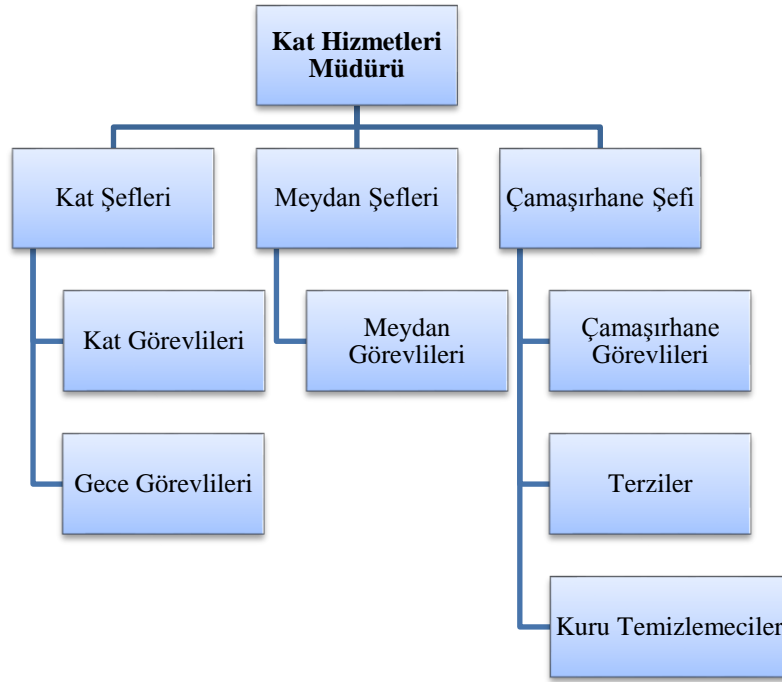 Kat Hizmetleri
Müdürü
Kat Şefleri
Meydan Şefleri
Çamaşırhane Şefi
Kat Görevlileri
Meydan
Görevlileri
Çamaşırhane
Görevlileri
Gece Görevlileri
Terziler
Kuru Temizlemeciler